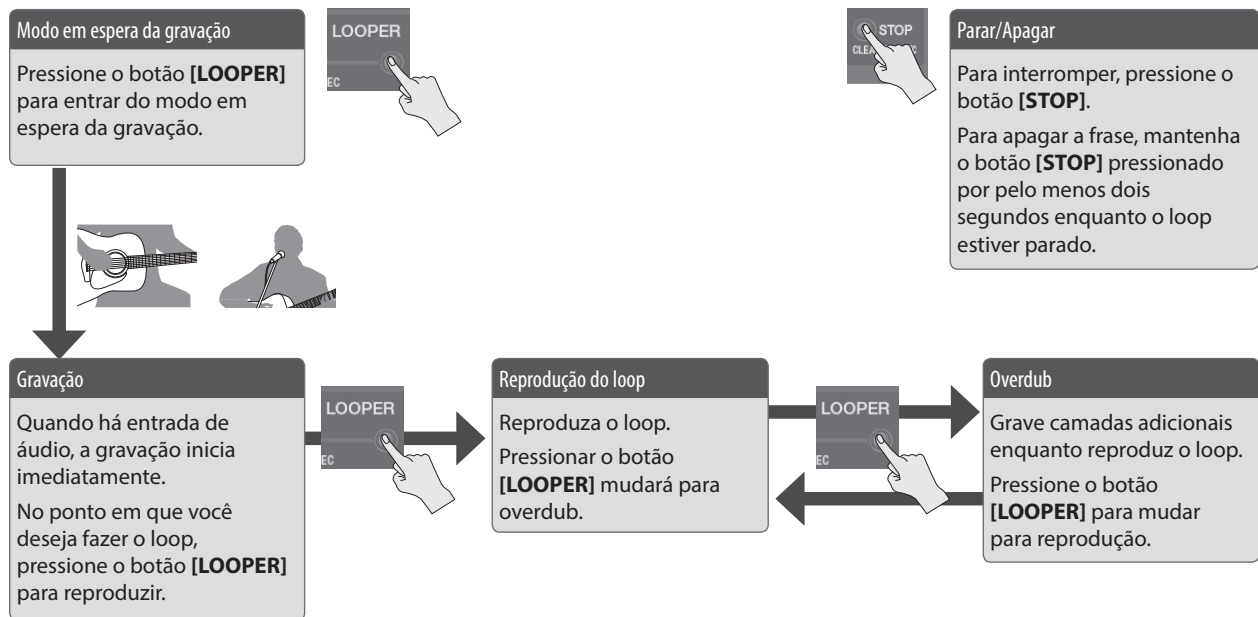 Modo em espera da gravação
Pressione o botão [LOOPER]
para entrar do modo em
espera da gravação.
LOOPER
EC
STOP
CLEA
C
Parar/Apagar
Para interromper, pressione o
botão [STOP].
Para apagar a frase, mantenha
o botão [STOP] pressionado
por pelo menos dois
segundos enquanto o loop
estiver parado.
Gravação
Quando há entrada de
áudio, a gravação inicia
imediatamente.
No ponto em que você
deseja fazer o loop,
pressione o botão [LOOPER]
para reproduzir.
LOOPER
EC
Reprodução do loop
Reproduza o loop.
Pressionar o botão
[LOOPER] mudará para
overdub.
LOOPER
EC
Overdub
Grave camadas adicionais
enquanto reproduz o loop.
Pressione o botão
[LOOPER] para mudar
para reprodução.